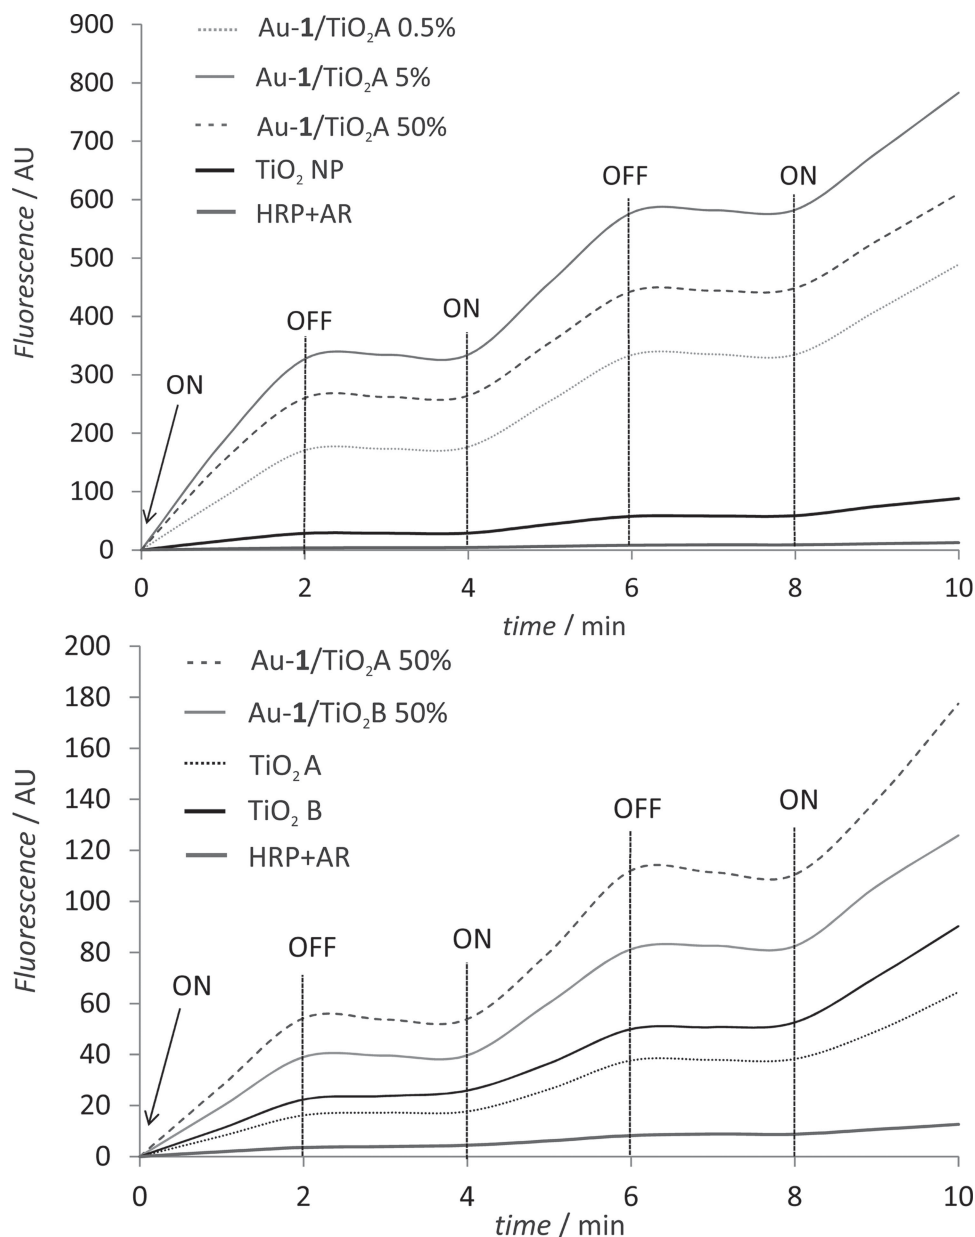 900
800
700
600
500
400
300
200
100
0
Fluorescence / AU
Au-1/TiO₂A 0.5%
Au-1/TiO₂A 5%
Au-1/TiO₂A 50%
TiO₂ NP
HRP+AR
ON
OFF
ON
OFF
ON
0 2 4 6 8 10
time / min
200
180
160
140
120
100
80
60
40
20
0
Fluorescence / AU
Au-1/TiO₂A 50%
Au-1/TiO₂B 50%
TiO₂ A
TiO₂ B
HRP+AR
ON
OFF
ON
OFF
ON
0 2 4 6 8 10
time / min